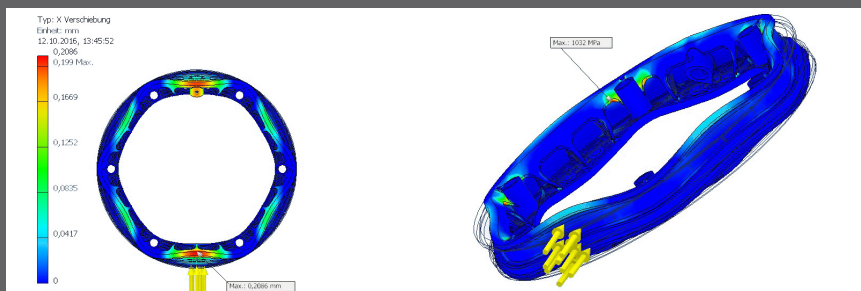 Typ: X Verschiebung
Einheit: mm
12.10.2016, 13:45:52
0,2086
0,199 Max.
0,1669
0,1252
0,0835
0,0417
0
Max.: 0,2086 mm
Max.: 1032 MPa